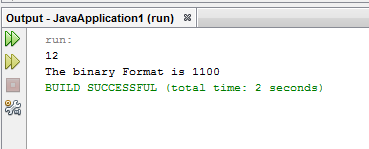 Output - JavaApplication1 (run)
run:
12
The binary Format is 1100
BUILD SUCCESSFUL (total time: 2 seconds)